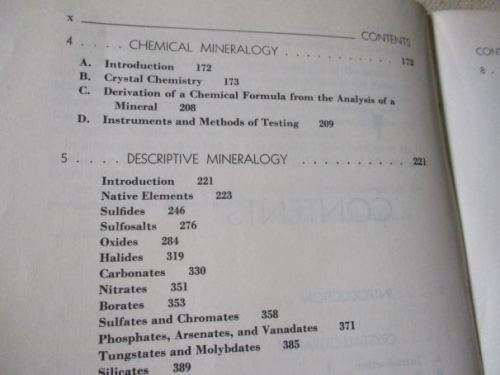 x CONTENTS
4 . . . . CHEMICAL MINERALOGY . . . . . . . . . . . 172
A. Introduction 172
B. Crystal Chemistry 173
C. Derivation of a Chemical Formula from the Analysis of a
Mineral 208
D. Instruments and Methods of Testing 209
5 . . . . DESCRIPTIVE MINERALOGY . . . . . . . . . . 221
Introduction 221
Native Elements 223
Sulfides 246
Sulfosalts 276
Oxides 284
Halides 319
Carbonates 330
Nitrates 351
Borates 353
Sulfates and Chromates 358
Phosphates, Arsenates, and Vanadates 371
Tungstates and Molybdates 385
Silicates 389
CONT
8 .